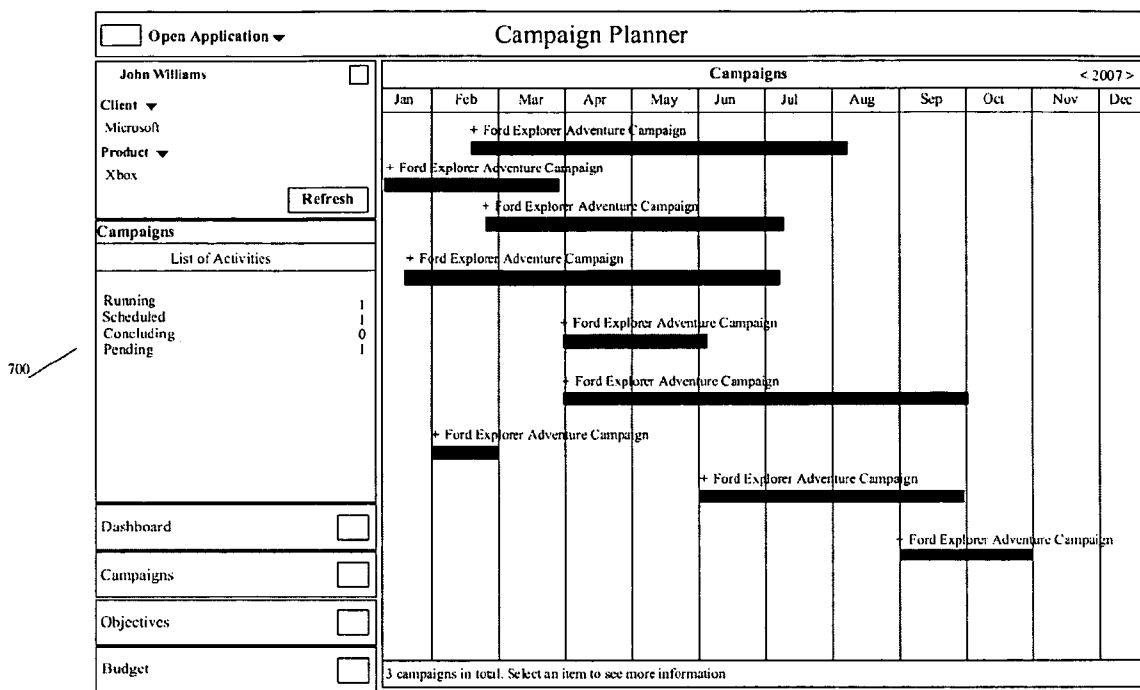 Open Application
Campaign Planner
John Williams
Client
Microsoft
Product
Xbox
Refresh
Campaigns
List of Activities
Running 1
Scheduled 1
Concluding 0
Pending 1
700
Dashboard
Campaigns
Objectives
Budget
Campaigns < 2007 >
Jan Feb Mar Apr May Jun Jul Aug Sep Oct Nov Dec
+ Ford Explorer Adventure Campaign
+ Ford Explorer Adventure Campaign
+ Ford Explorer Adventure Campaign
+ Ford Explorer Adventure Campaign
+ Ford Explorer Adventure Campaign
+ Ford Explorer Adventure Campaign
+ Ford Explorer Adventure Campaign
+ Ford Explorer Adventure Campaign
+ Ford Explorer Adventure Campaign
3 campaigns in total. Select an item to see more information